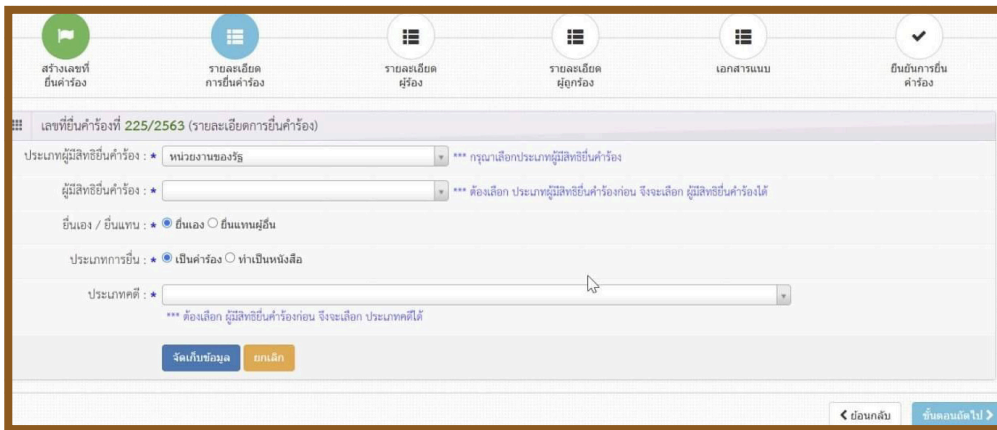 สร้างเลขที่
ยื่นคำร้อง
รายละเอียด
การยื่นคำร้อง
รายละเอียด
ผู้ร้อง
รายละเอียด
ผู้ถูกร้อง
เอกสารแนบ
ยืนยันการยื่น
คำร้อง
เลขที่ยื่นคำร้องที่ 225/2563 (รายละเอียดการยื่นคำร้อง)
ประเภทผู้มีสิทธิยื่นคำร้อง : ★ หน่วยงานของรัฐ *** กรุณาเลือกประเภทผู้มีสิทธิยื่นคำร้อง
ผู้มีสิทธิยื่นคำร้อง : ★ *** ต้องเลือก ประเภทผู้มีสิทธิยื่นคำร้องก่อน จึงจะเลือก ผู้มีสิทธิยื่นคำร้องได้
ยื่นเอง / ยื่นแทน : ★ ยื่นเอง ยื่นแทนผู้อื่น
ประเภทการยื่น : ★ เป็นคำร้อง ทำเป็นหนังสือ
ประเภทคดี : ★
*** ต้องเลือก ผู้มีสิทธิยื่นคำร้องก่อน จึงจะเลือก ประเภทคดีได้
จัดเก็บข้อมูล ยกเลิก
ย้อนกลับ ขั้นตอนถัดไป